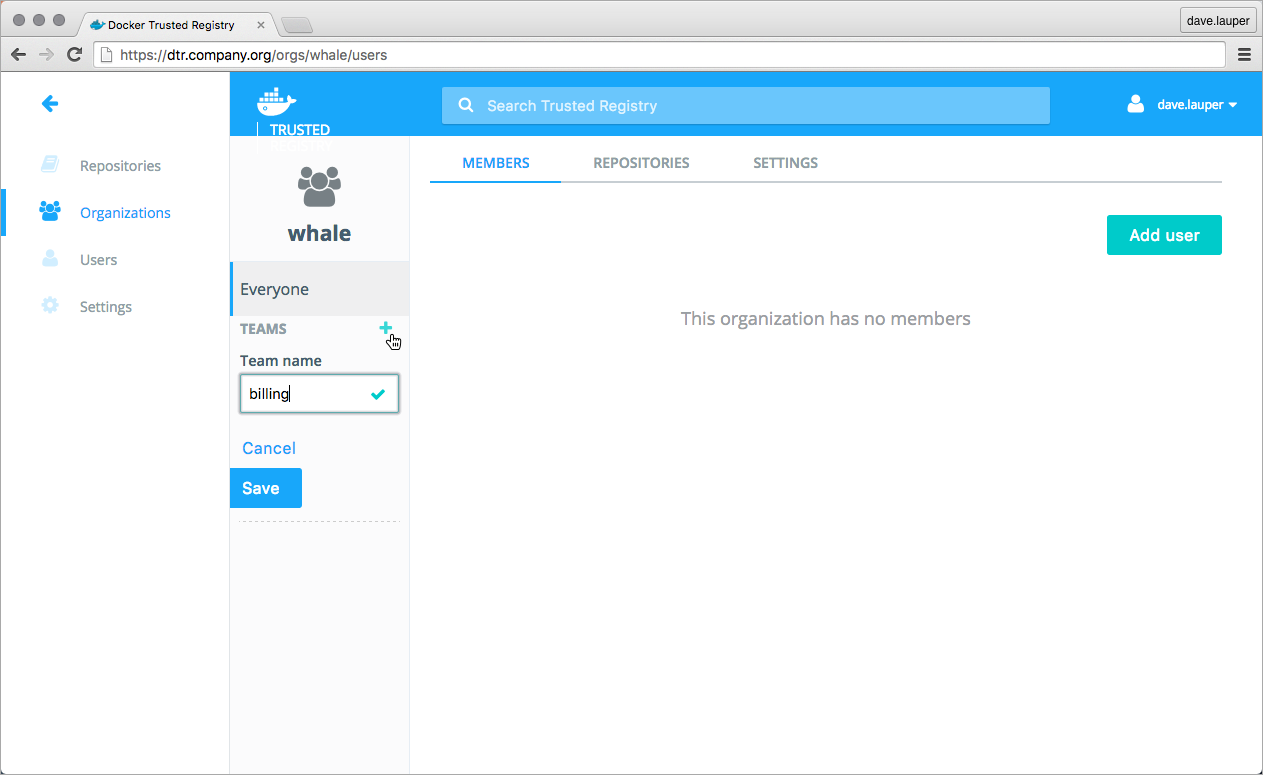 Docker Trusted Registry
dave.lauper
https://dtr.company.org/orgs/whale/users
TRUSTED
Search Trusted Registry
dave.lauper
Repositories
Organizations
Users
Settings
whale
Everyone
TEAMS
Team name
billing
Cancel
Save
MEMBERS REPOSITORIES SETTINGS
Add user
This organization has no members